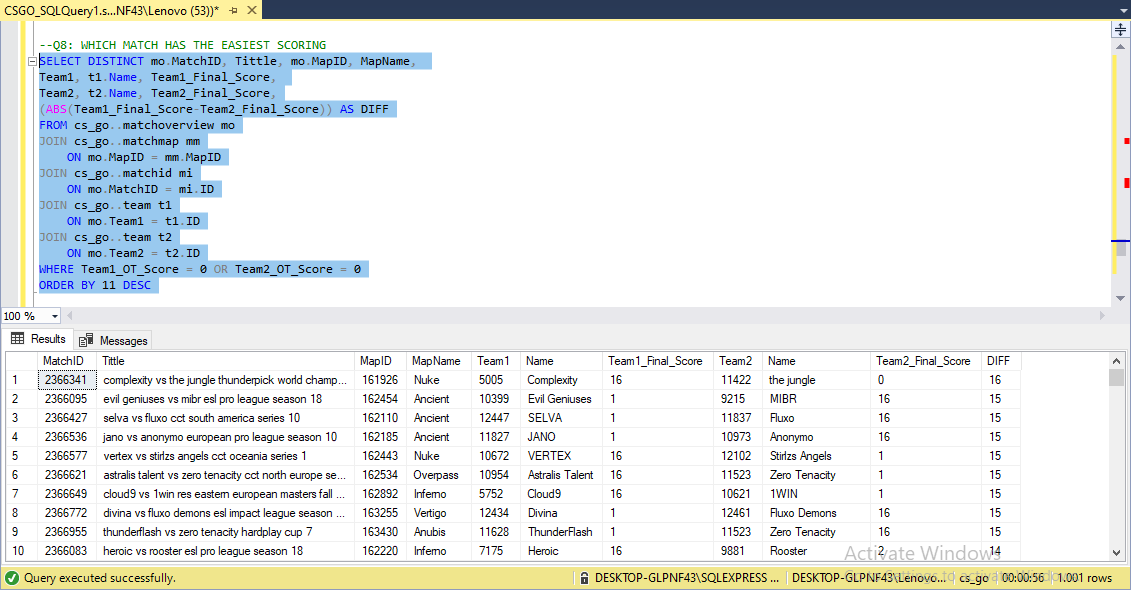 CSGO_SQLQuery1.s...NF43\Lenovo (53))*
--Q8: WHICH MATCH HAS THE EASIEST SCORING
SELECT DISTINCT mo.MatchID, Tittle, mo.MapID, MapName,
Team1, t1.Name, Team1_Final_Score,
Team2, t2.Name, Team2_Final_Score,
(ABS(Team1_Final_Score-Team2_Final_Score)) AS DIFF
FROM cs_go..matchoverview mo
JOIN cs_go..matchmap mm
ON mo.MapID = mm.MapID
JOIN cs_go..matchid mi
ON mo.MatchID = mi.ID
JOIN cs_go..team t1
ON mo.Team1 = t1.ID
JOIN cs_go..team t2
ON mo.Team2 = t2.ID
WHERE Team1_OT_Score = 0 OR Team2_OT_Score = 0
ORDER BY 11 DESC
100 %
Results Messages
MatchID Tittle MapID MapName Team1 Name Team1_Final_Score Team2 Name Team2_Final_Score DIFF
1 2366341 complexity vs the jungle thunderpick world champ... 161926 Nuke 5005 Complexity 16 11422 the jungle 0 16
2 2366095 evil geniuses vs mibr esl pro league season 18 162454 Ancient 10399 Evil Geniuses 1 9215 MIBR 16 15
3 2366427 selva vs fluxo cct south america series 10 162110 Ancient 12447 SELVA 1 11837 Fluxo 16 15
4 2366536 jano vs anonymo european pro league season 10 162185 Ancient 11827 JANO 1 10973 Anonymo 16 15
5 2366577 vertex vs stirlzs angels cct oceania series 1 162443 Nuke 10672 VERTEX 16 12102 Stirlzs Angels 1 15
6 2366621 astralis talent vs zero tenacity cct north europe se... 162534 Overpass 10954 Astralis Talent 16 11523 Zero Tenacity 1 15
7 2366649 cloud9 vs 1win res eastern european masters fall ... 162892 Inferno 5752 Cloud9 16 10621 1WIN 1 15
8 2366772 divina vs fluxo demons esl impact league season ... 163255 Vertigo 12434 Divina 1 12461 Fluxo Demons 16 15
9 2366955 thunderflash vs zero tenacity hardplay cup 7 163430 Anubis 11628 ThunderFlash 1 11523 Zero Tenacity 16 15
10 2366083 heroic vs rooster esl pro league season 18 162220 Inferno 7175 Heroic 16 9881 Rooster 2 14
Activate Windows
Go to Settings to activate Windows.
Query executed successfully. DESKTOP-GLPNF43\SQLEXPRESS ... DESKTOP-GLPNF43\Lenovo... cs_go 00:00:56 1.001 rows